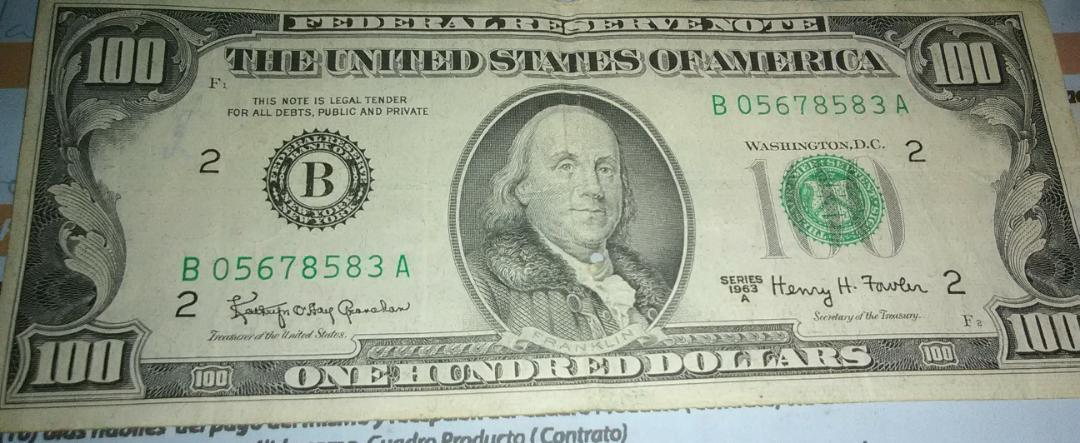 FEDERAL RESERVE NOTE
THE UNITED STATES OF AMERICA
100
100
F1
THIS NOTE IS LEGAL TENDER
FOR ALL DEBTS, PUBLIC AND PRIVATE
B 05678583 A
WASHINGTON, D.C.
2
2
B
100
B 05678583 A
2
SERIES
1963
A
Henry H. Fowler
2
Treasurer of the United States.
Secretary of the Treasury.
F2
FRANKLIN
100
100
ONE HUNDRED DOLLARS
100
100
Cuadro Producto (Contrato)